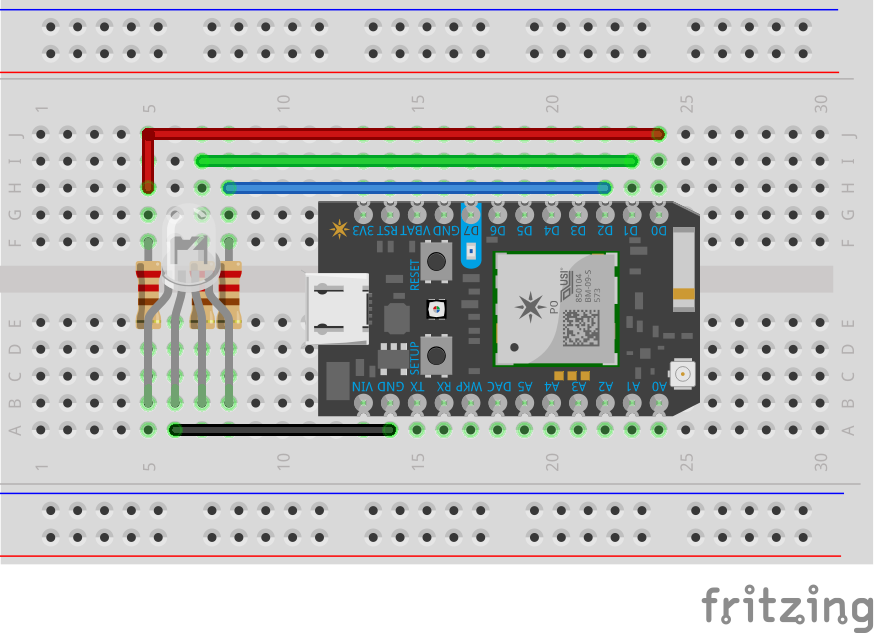 1 5 10 15 20 25 30
J J
I I
H H
G G
F F
3V3 RST VBAT GND D7 D6 D5 D4 D3 D2 D1 D0
RESET
P0
USI
850104
BM-09-S
E E
D D
SETUP
C C
VIN GND TX RX WKP DAC A5 A4 A3 A2 A1 A0
B B
A A
1 5 10 15 20 25 30
fritzing